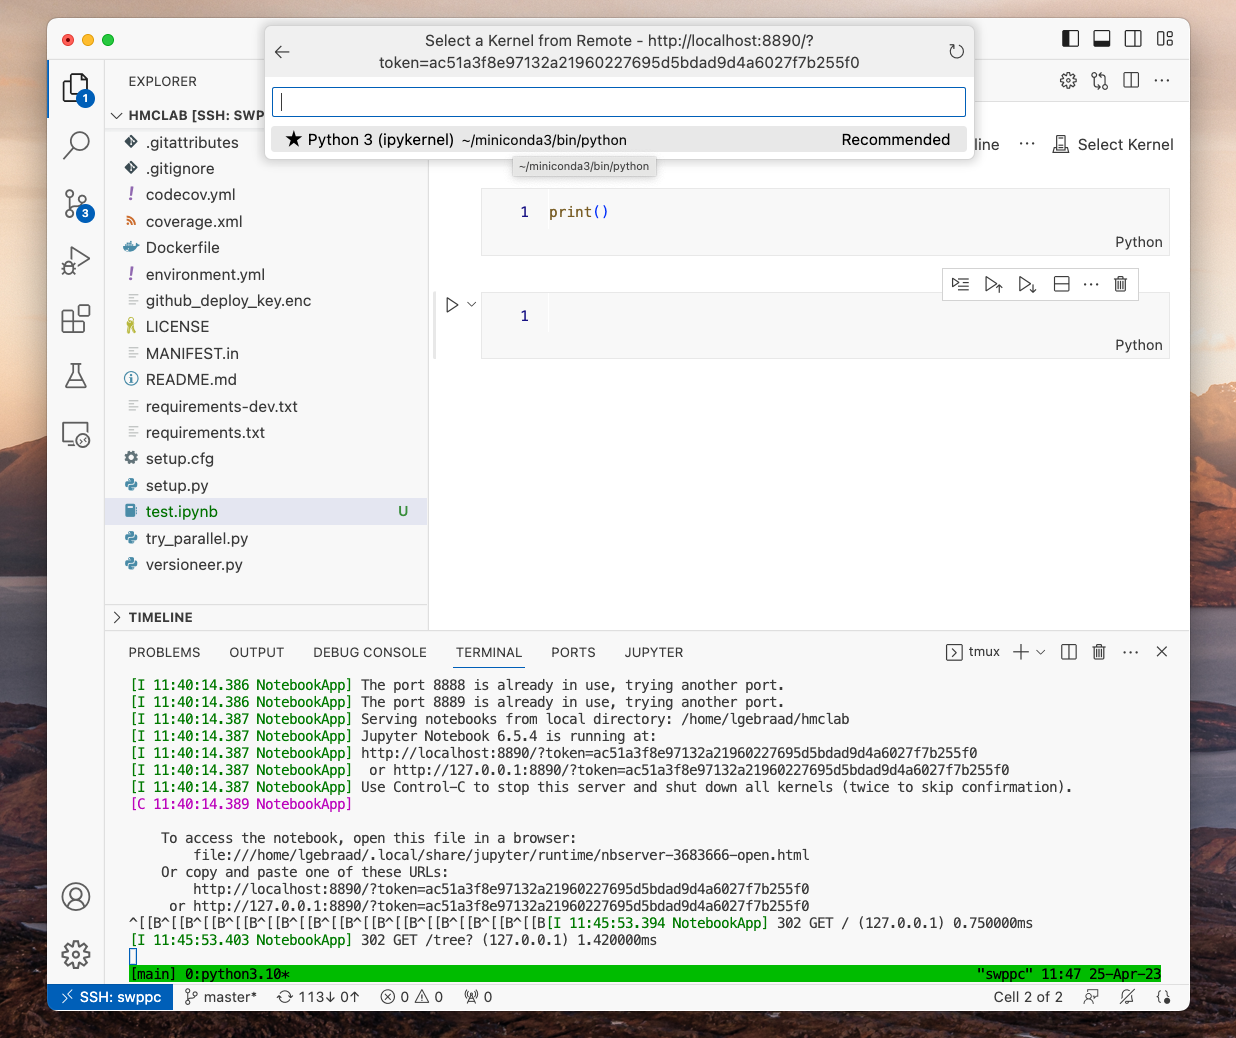 Select a Kernel from Remote - http://localhost:8890/?
token=ac51a3f8e97132a21960227695d5bdad9d4a6027f7b255f0
Python 3 (ipykernel) ~/miniconda3/bin/python Recommended
~/miniconda3/bin/python
EXPLORER
HMCLAB [SSH: SWPP
line ··· Select Kernel
1
3
.gitattributes
.gitignore
! codecov.yml
coverage.xml
Dockerfile
! environment.yml
github_deploy_key.enc
LICENSE
MANIFEST.in
README.md
requirements-dev.txt
requirements.txt
setup.cfg
setup.py
test.ipynb U
try_parallel.py
versioneer.py
TIMELINE
1 print()
Python
1
Python
PROBLEMS OUTPUT DEBUG CONSOLE TERMINAL PORTS JUPYTER tmux
[I 11:40:14.386 NotebookApp] The port 8888 is already in use, trying another port.
[I 11:40:14.386 NotebookApp] The port 8889 is already in use, trying another port.
[I 11:40:14.387 NotebookApp] Serving notebooks from local directory: /home/lgebraad/hmclab
[I 11:40:14.387 NotebookApp] Jupyter Notebook 6.5.4 is running at:
[I 11:40:14.387 NotebookApp] http://localhost:8890/?token=ac51a3f8e97132a21960227695d5bdad9d4a6027f7b255f0
[I 11:40:14.387 NotebookApp]  or http://127.0.0.1:8890/?token=ac51a3f8e97132a21960227695d5bdad9d4a6027f7b255f0
[I 11:40:14.387 NotebookApp] Use Control-C to stop this server and shut down all kernels (twice to skip confirmation).
[C 11:40:14.389 NotebookApp]
To access the notebook, open this file in a browser:
file:///home/lgebraad/.local/share/jupyter/runtime/nbserver-3683666-open.html
Or copy and paste one of these URLs:
http://localhost:8890/?token=ac51a3f8e97132a21960227695d5bdad9d4a6027f7b255f0
or http://127.0.0.1:8890/?token=ac51a3f8e97132a21960227695d5bdad9d4a6027f7b255f0
^[[B^[[B^[[B^[[B^[[B^[[B^[[B^[[B^[[B^[[B^[[B^[[B^[[B[I 11:45:53.394 NotebookApp] 302 GET / (127.0.0.1) 0.750000ms
[I 11:45:53.403 NotebookApp] 302 GET /tree? (127.0.0.1) 1.420000ms
[main] 0:python3.10* "swppc" 11:47 25-Apr-23
SSH: swppc master* 113↓ 0↑ 0 0 0 Cell 2 of 2